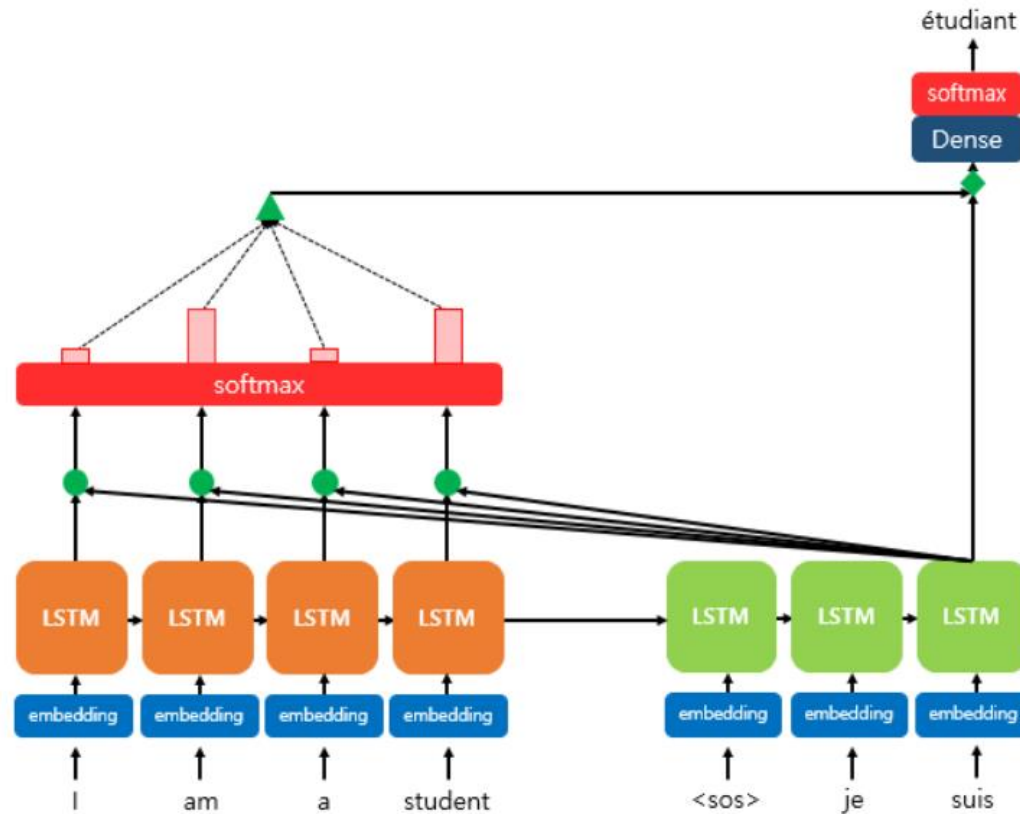 étudiant
softmax
Dense
softmax
LSTM LSTM LSTM LSTM LSTM LSTM LSTM
embedding embedding embedding embedding embedding embedding embedding
I am a student <sos> je suis